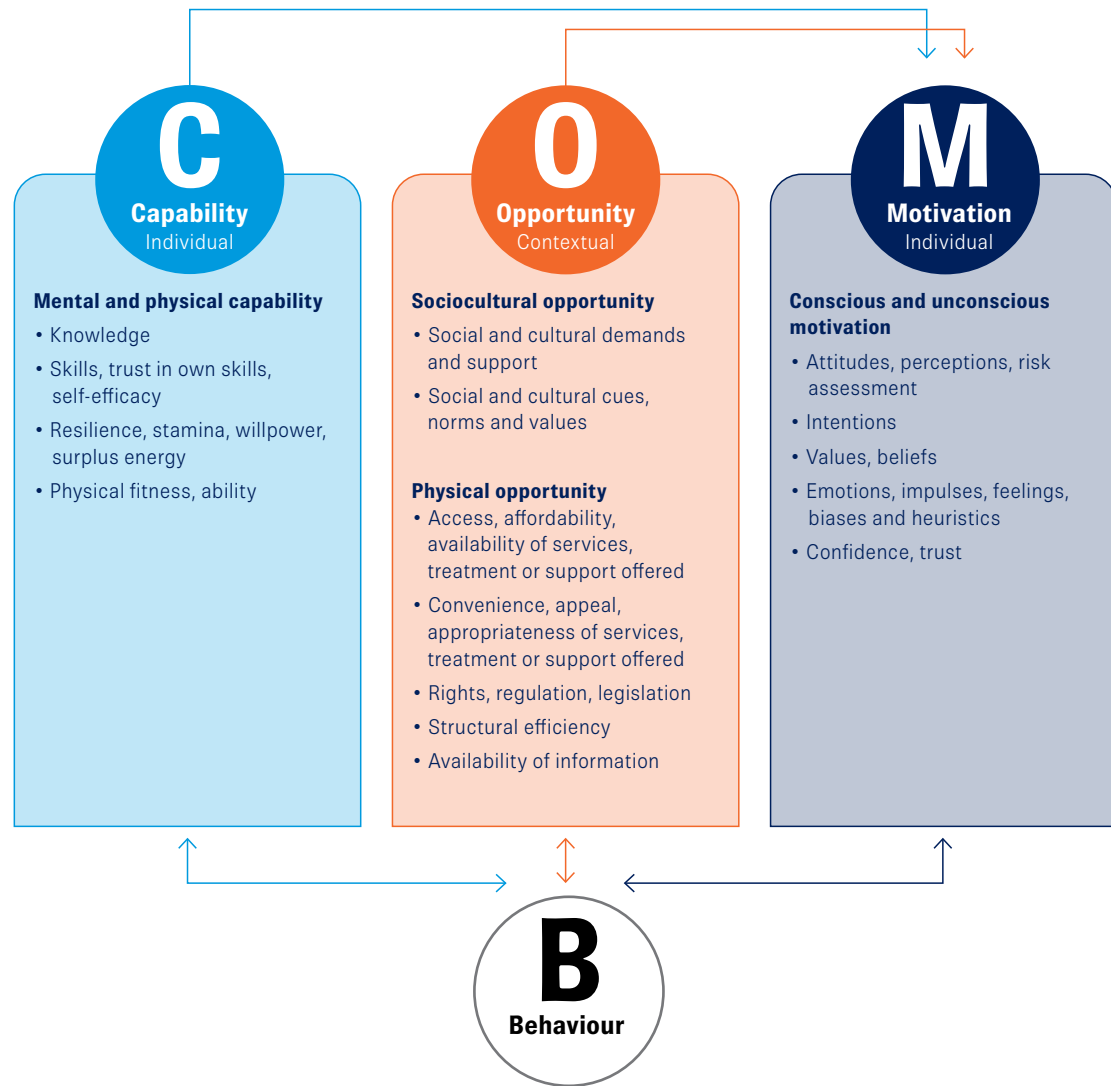 C
Capability
Individual
Mental and physical capability
• Knowledge
• Skills, trust in own skills,
self-efficacy
• Resilience, stamina, willpower,
surplus energy
• Physical fitness, ability
O
Opportunity
Contextual
Sociocultural opportunity
• Social and cultural demands
and support
• Social and cultural cues,
norms and values
Physical opportunity
• Access, affordability,
availability of services,
treatment or support offered
• Convenience, appeal,
appropriateness of services,
treatment or support offered
• Rights, regulation, legislation
• Structural efficiency
• Availability of information
M
Motivation
Individual
Conscious and unconscious
motivation
• Attitudes, perceptions, risk
assessment
• Intentions
• Values, beliefs
• Emotions, impulses, feelings,
biases and heuristics
• Confidence, trust
B
Behaviour